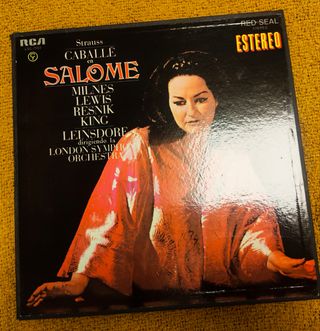 RCA
RED SEAL
ESTEREO
Strauss
CABALLÉ
en
SALOME
MILNES
LEWIS
RESNIK
KING
LEINSDORF
dirigiendo la
LONDON SYMPHONY
ORCHESTRA